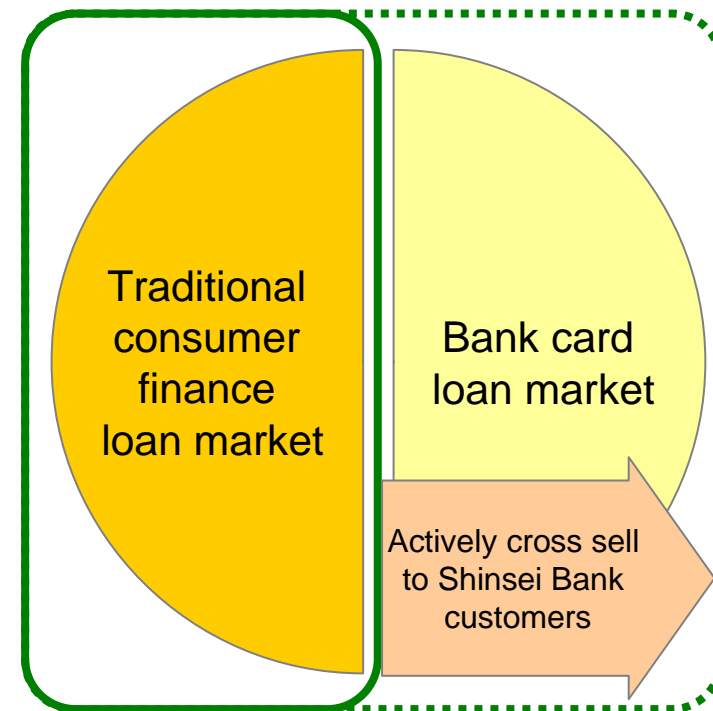 Traditional
consumer
finance
loan market
Bank card
loan market
Actively cross sell
to Shinsei Bank
customers